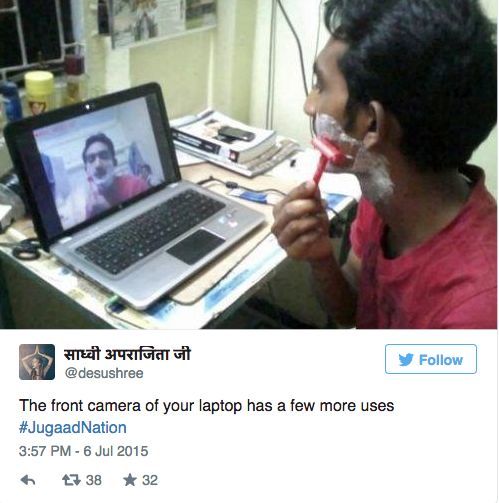 साध्वी अपराजिता जी
@desushree
Follow
The front camera of your laptop has a few more uses
#JugaadNation
3:57 PM - 6 Jul 2015
38
32